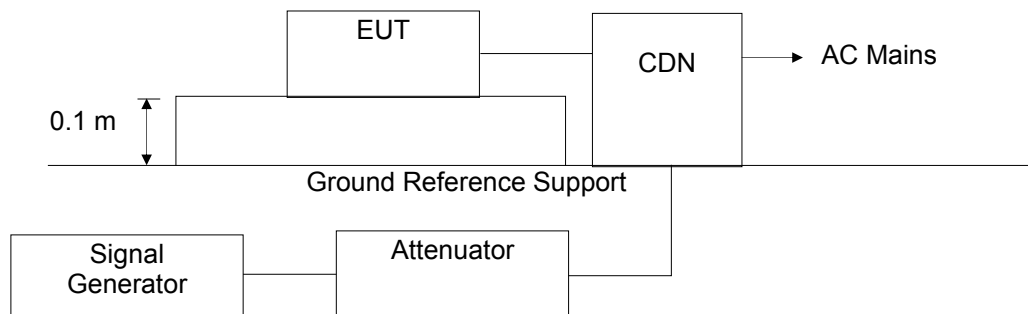 EUT
CDN
AC Mains
0.1 m
Ground Reference Support
Signal
Generator
Attenuator